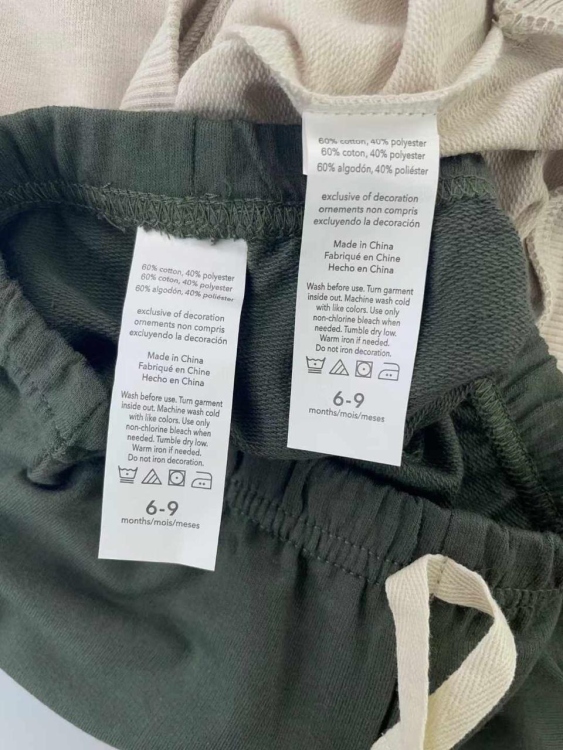 60% cotton, 40% polyester
60% cotton, 40% polyester
60% algodón, 40% poliéster
exclusive of decoration
ornements non compris
excluyendo la decoración
Made in China
Fabriqué en Chine
Hecho en China
Wash before use. Turn garment
inside out. Machine wash cold
with like colors. Use only
non-chlorine bleach when
needed. Tumble dry low.
Warm iron if needed.
Do not iron decoration.
6-9
months/mois/meses
60% cotton, 40% polyester
60% coton, 40% polyester
60% algodón, 40% poliéster
exclusive of decoration
ornements non compris
excluyendo la decoración
Made in China
Fabriqué en Chine
Hecho en China
Wash before use. Turn garment
inside out. Machine wash cold
with like colors. Use only
non-chlorine bleach when
needed. Tumble dry low.
Warm iron if needed.
Do not iron decoration.
6-9
months/mois/meses